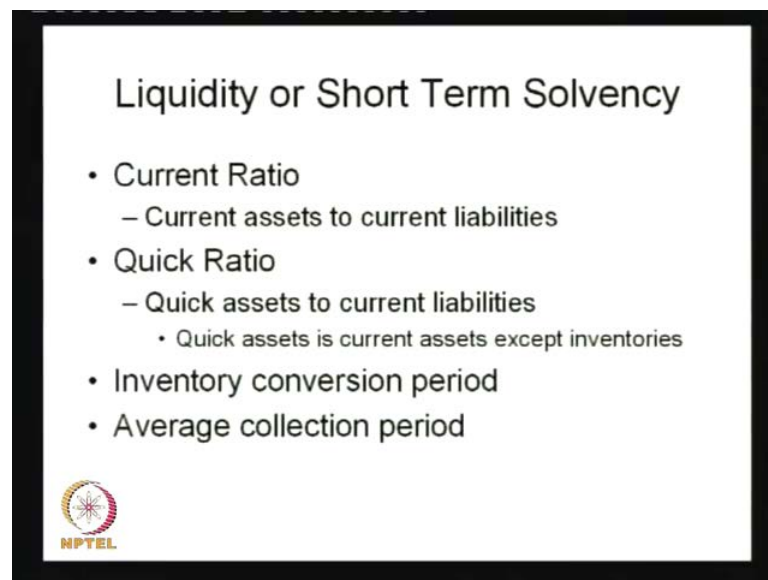 Liquidity or Short Term Solvency
• Current Ratio
– Current assets to current liabilities
• Quick Ratio
– Quick assets to current liabilities
• Quick assets is current assets except inventories
• Inventory conversion period
• Average collection period
NPTEL